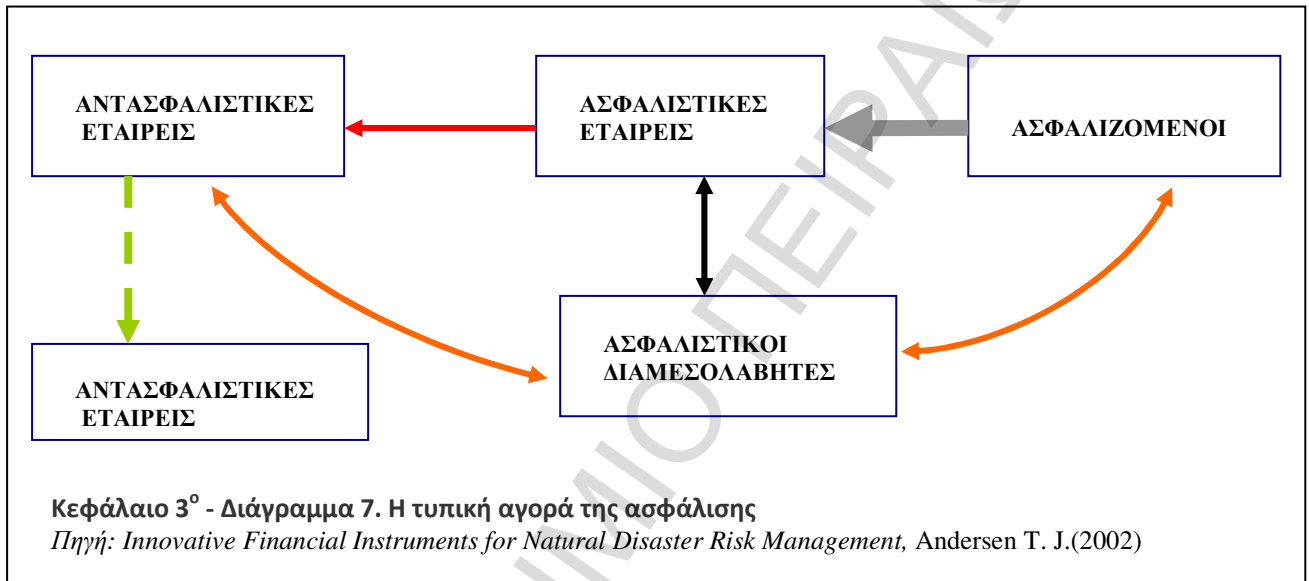 ΑΝΤΑΣΦΑΛΙΣΤΙΚΕΣ
ΕΤΑΙΡΕΙΣ
ΑΣΦΑΛΙΣΤΙΚΕΣ
ΕΤΑΙΡΕΙΣ
ΑΣΦΑΛΙΖΟΜΕΝΟΙ
ΑΝΤΑΣΦΑΛΙΣΤΙΚΕΣ
ΕΤΑΙΡΕΙΣ
ΑΣΦΑΛΙΣΤΙΚΟΙ
ΔΙΑΜΕΣΟΛΑΒΗΤΕΣ
Κεφάλαιο 3ο - Διάγραμμα 7. Η τυπική αγορά της ασφάλισης
Πηγή: Innovative Financial Instruments for Natural Disaster Risk Management, Andersen T. J.(2002)